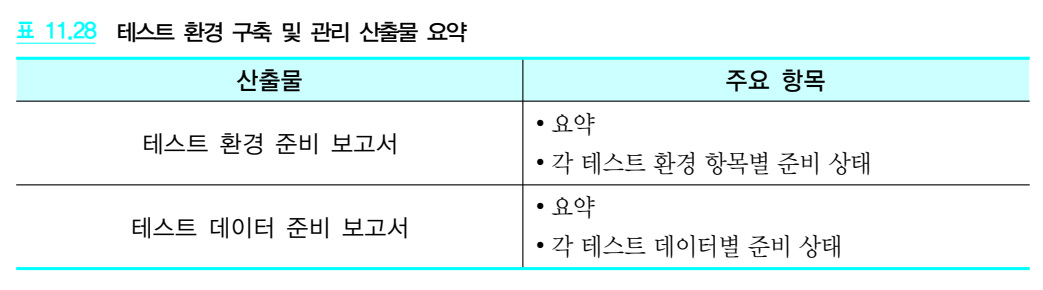 표 11.28 테스트 환경 구축 및 관리 산출물 요약
산출물 주요 항목
테스트 환경 준비 보고서
• 요약
• 각 테스트 환경 항목별 준비 상태
테스트 데이터 준비 보고서
• 요약
• 각 테스트 데이터별 준비 상태